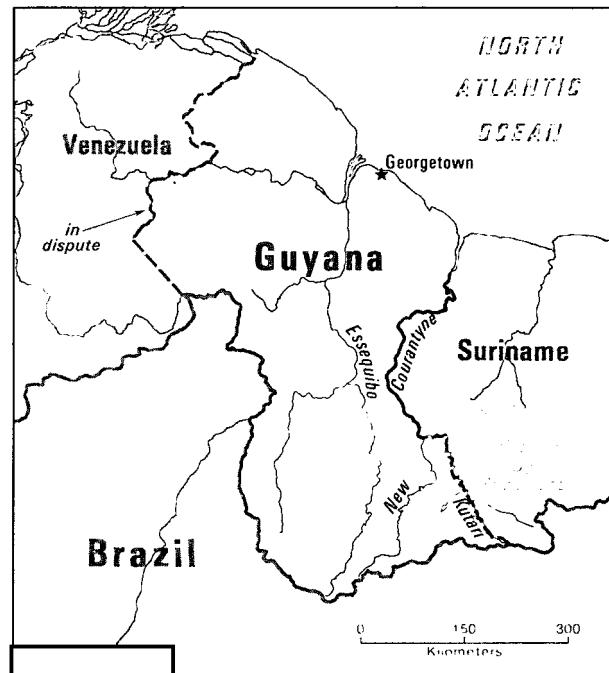 NORTH
ATLANTIC
OCEAN
Venezuela
Georgetown
in
dispute
Guyana
Essequibo
Courantyne
Suriname
New
Kutari
Brazil
0 150 300
Kilometers